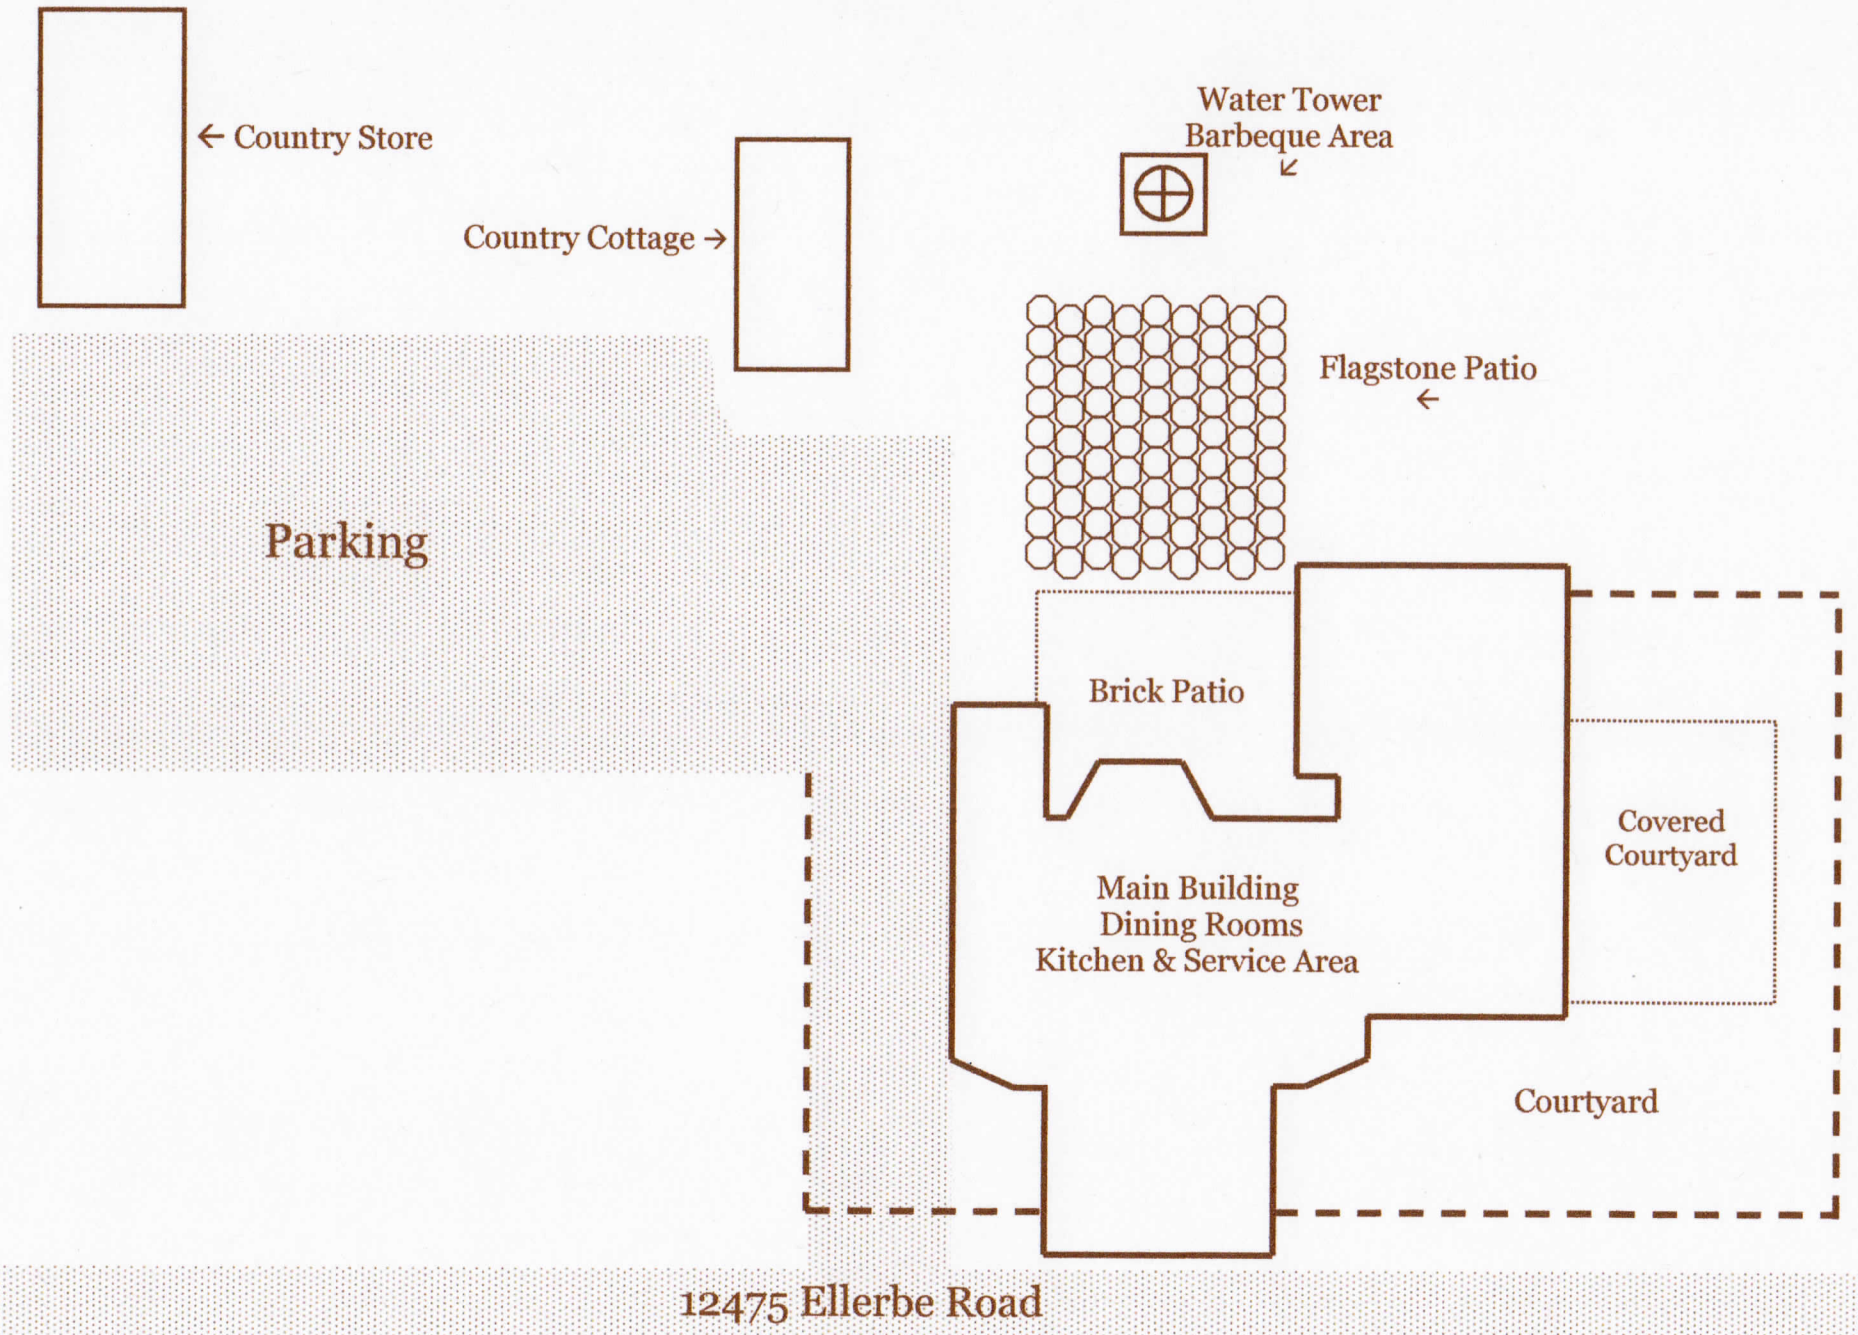 Water Tower
Barbeque Area
Country Store
Country Cottage
Flagstone Patio
Parking
Brick Patio
Covered
Courtyard
Main Building
Dining Rooms
Kitchen & Service Area
Courtyard
12475 Ellerbe Road